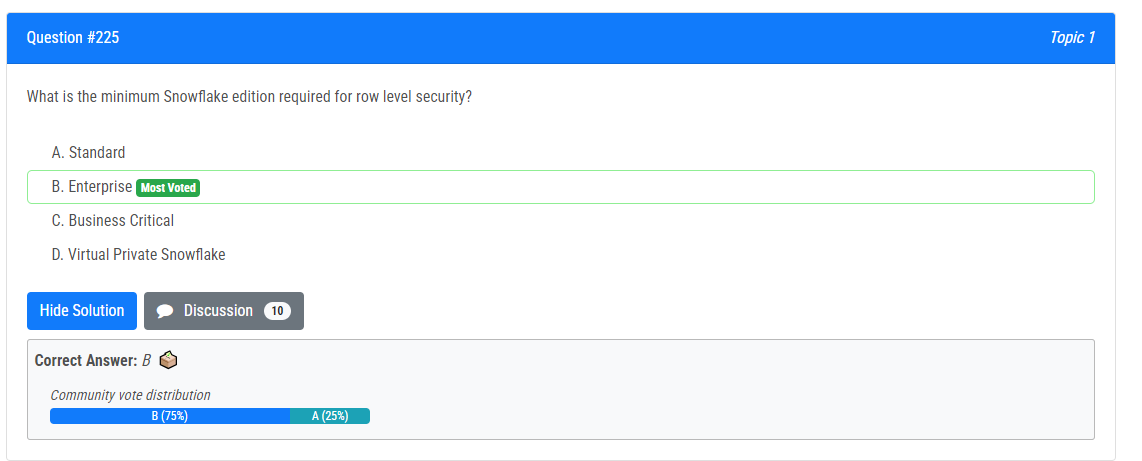 Question #225 Topic 1
What is the minimum Snowflake edition required for row level security?
A. Standard
B. Enterprise Most Voted
C. Business Critical
D. Virtual Private Snowflake
Hide Solution Discussion 10
Correct Answer: B
Community vote distribution
B (75%) A (25%)